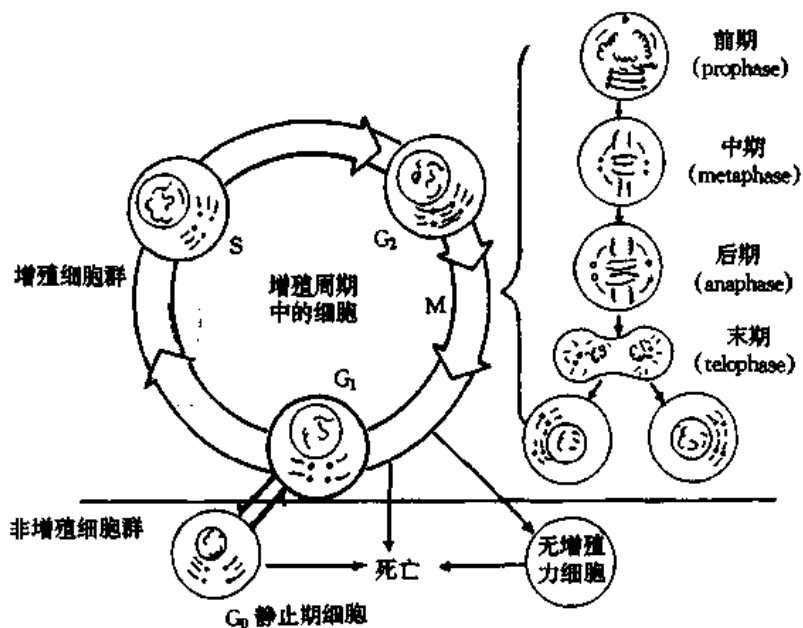 前期
(prophase)
中期
(metaphase)
后期
(anaphase)
末期
(telophase)
S
G₂
增殖细胞群
增殖周期
中的细胞
M
G₁
非增殖细胞群
死亡
无增殖
力细胞
G₀ 静止期细胞